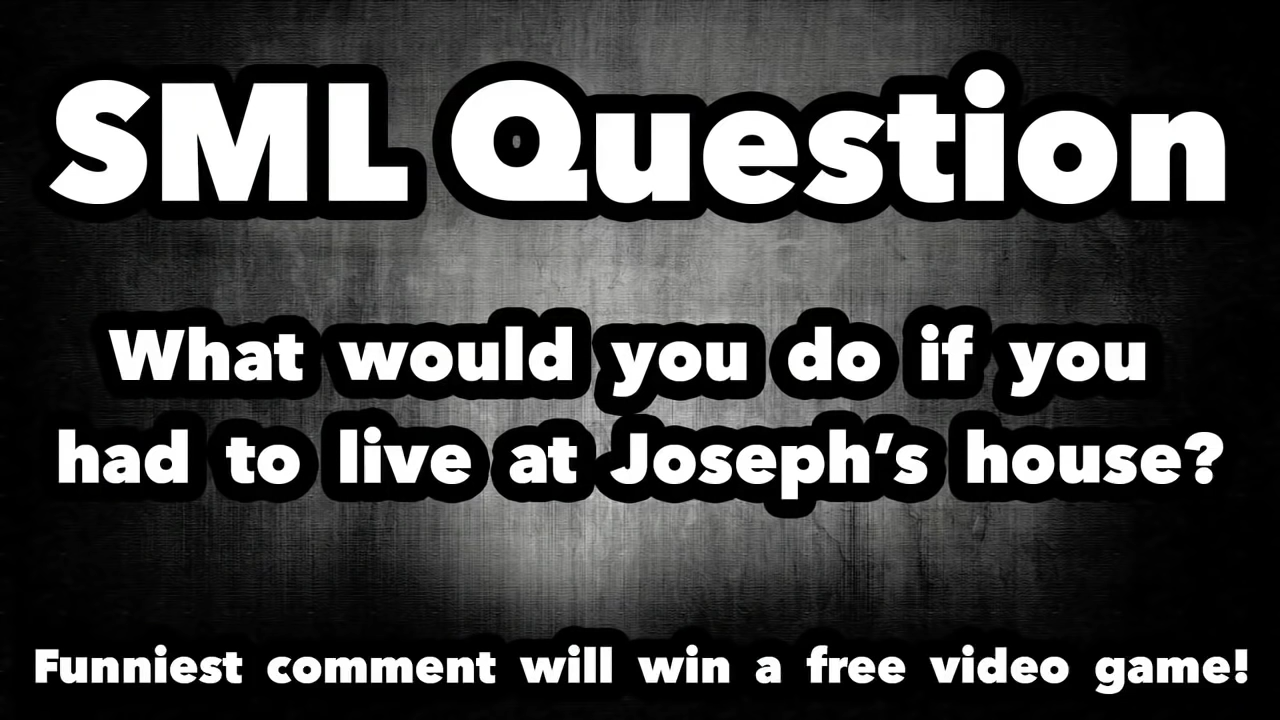 SML Question
What would you do if you
had to live at Joseph’s house?
Funniest comment will win a free video game!